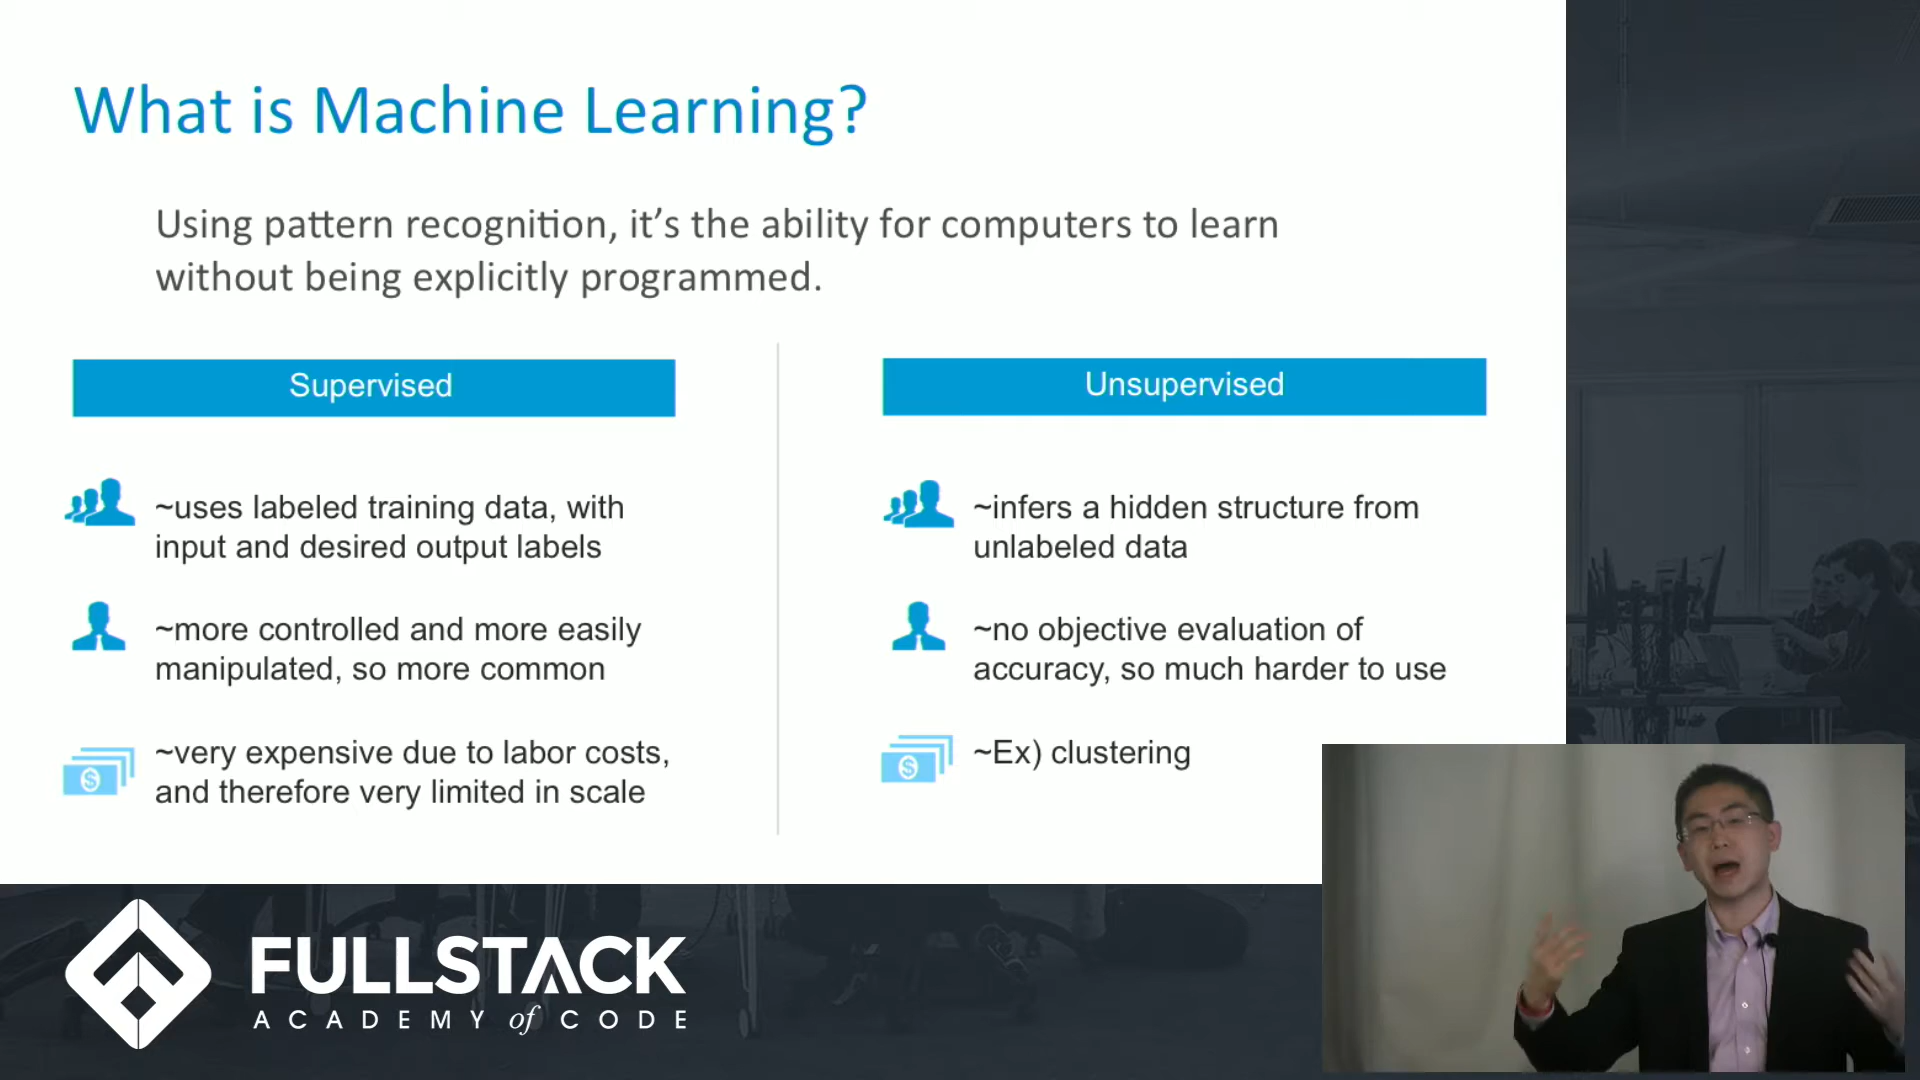 What is Machine Learning?
Using pattern recognition, it's the ability for computers to learn
without being explicitly programmed.
Supervised
~uses labeled training data, with
input and desired output labels
~more controlled and more easily
manipulated, so more common
~very expensive due to labor costs,
and therefore very limited in scale
Unsupervised
~infers a hidden structure from
unlabeled data
~no objective evaluation of
accuracy, so much harder to use
~Ex) clustering
FULLSTACK
ACADEMY of CODE